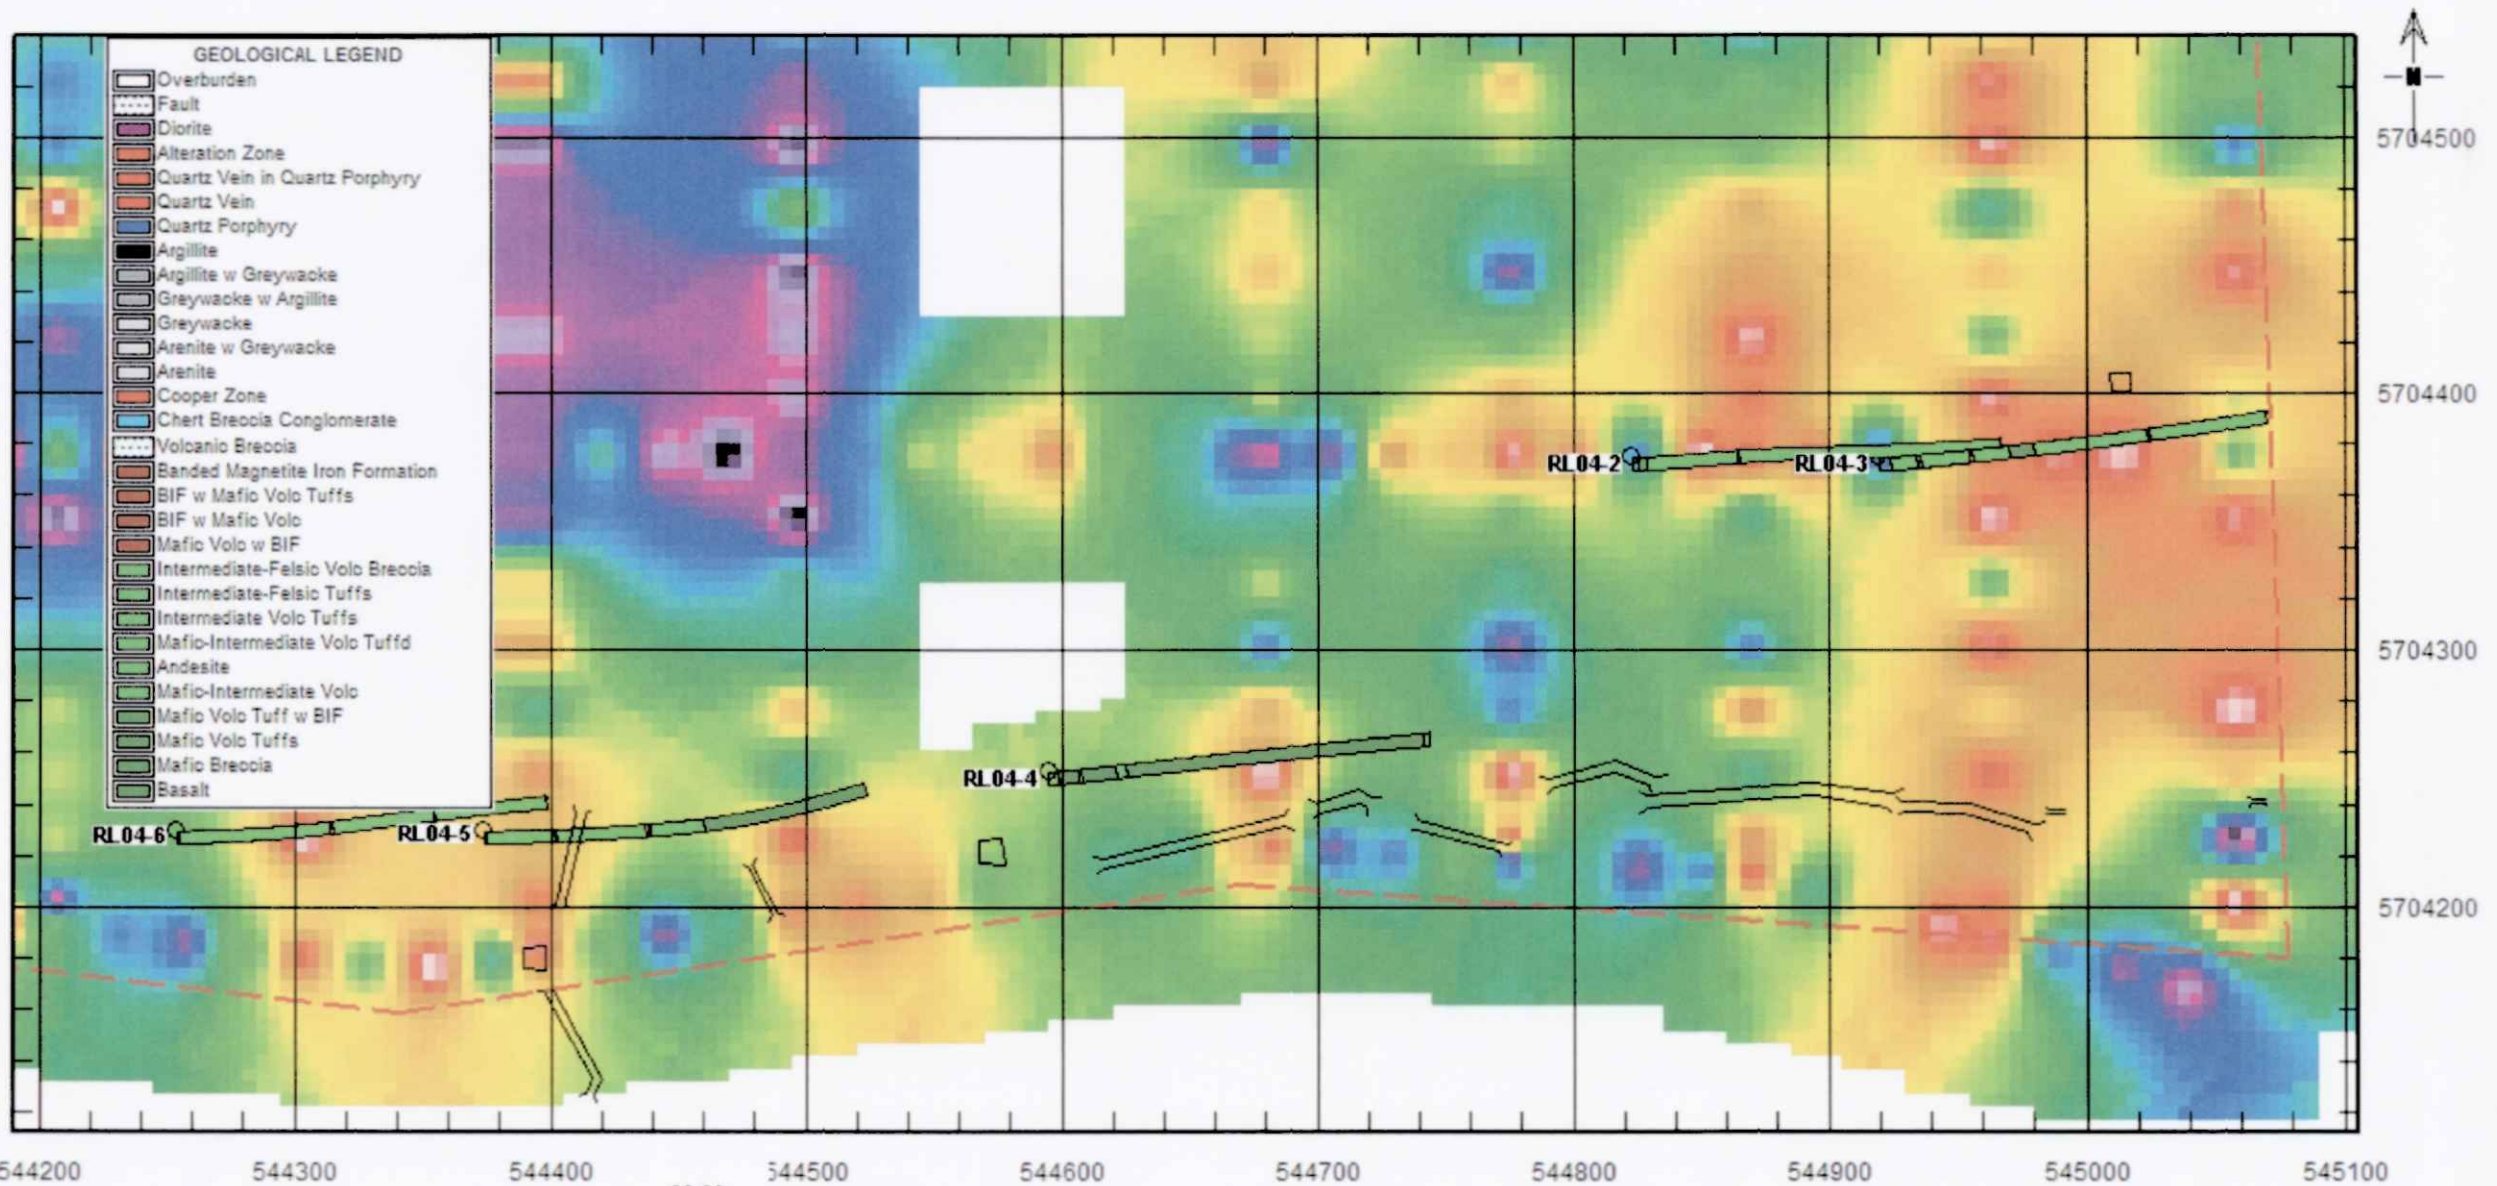 GEOLOGICAL LEGEND
Overburden
Fault
Diorite
Alteration Zone
Quartz Vein in Quartz Porphyry
Quartz Vein
Quartz Porphyry
Argillite
Argillite w Greywacke
Greywacke w Argillite
Greywacke
Arenite w Greywacke
Arenite
Cooper Zone
Chert Breccia Conglomerate
Volcanic Breccia
Banded Magnetite Iron Formation
BIF w Mafic Volc Tuffs
BIF w Mafic Volc
Mafic Volc w BIF
Intermediate-Felsic Volc Breccia
Intermediate-Felsic Tuffs
Intermediate Volc Tuffs
Mafic-Intermediate Volc Tuffd
Andesite
Mafic-Intermediate Volc
Mafic Volc Tuff w BIF
Mafic Volc Tuffs
Mafic Breccia
Basalt
N
5704500
5704400
RL04-2
RL04-3
5704300
RL04-4
RL04-6
RL04-5
5704200
544200
544300
544400
544500
544600
544700
544800
544900
545000
545100